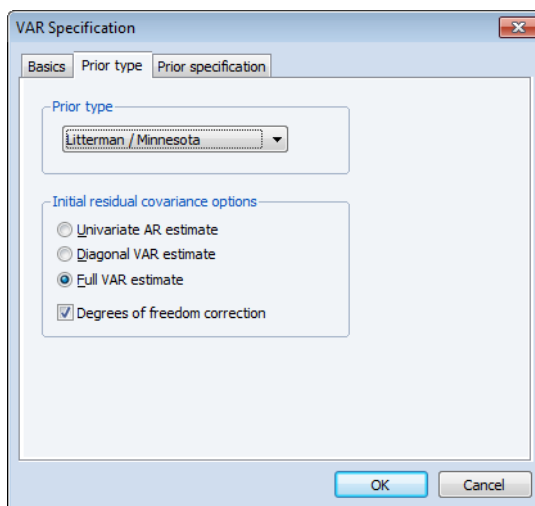 VAR Specification
Basics Prior type Prior specification
Prior type
Litterman / Minnesota
Initial residual covariance options
Univariate AR estimate
Diagonal VAR estimate
Full VAR estimate
Degrees of freedom correction
OK Cancel